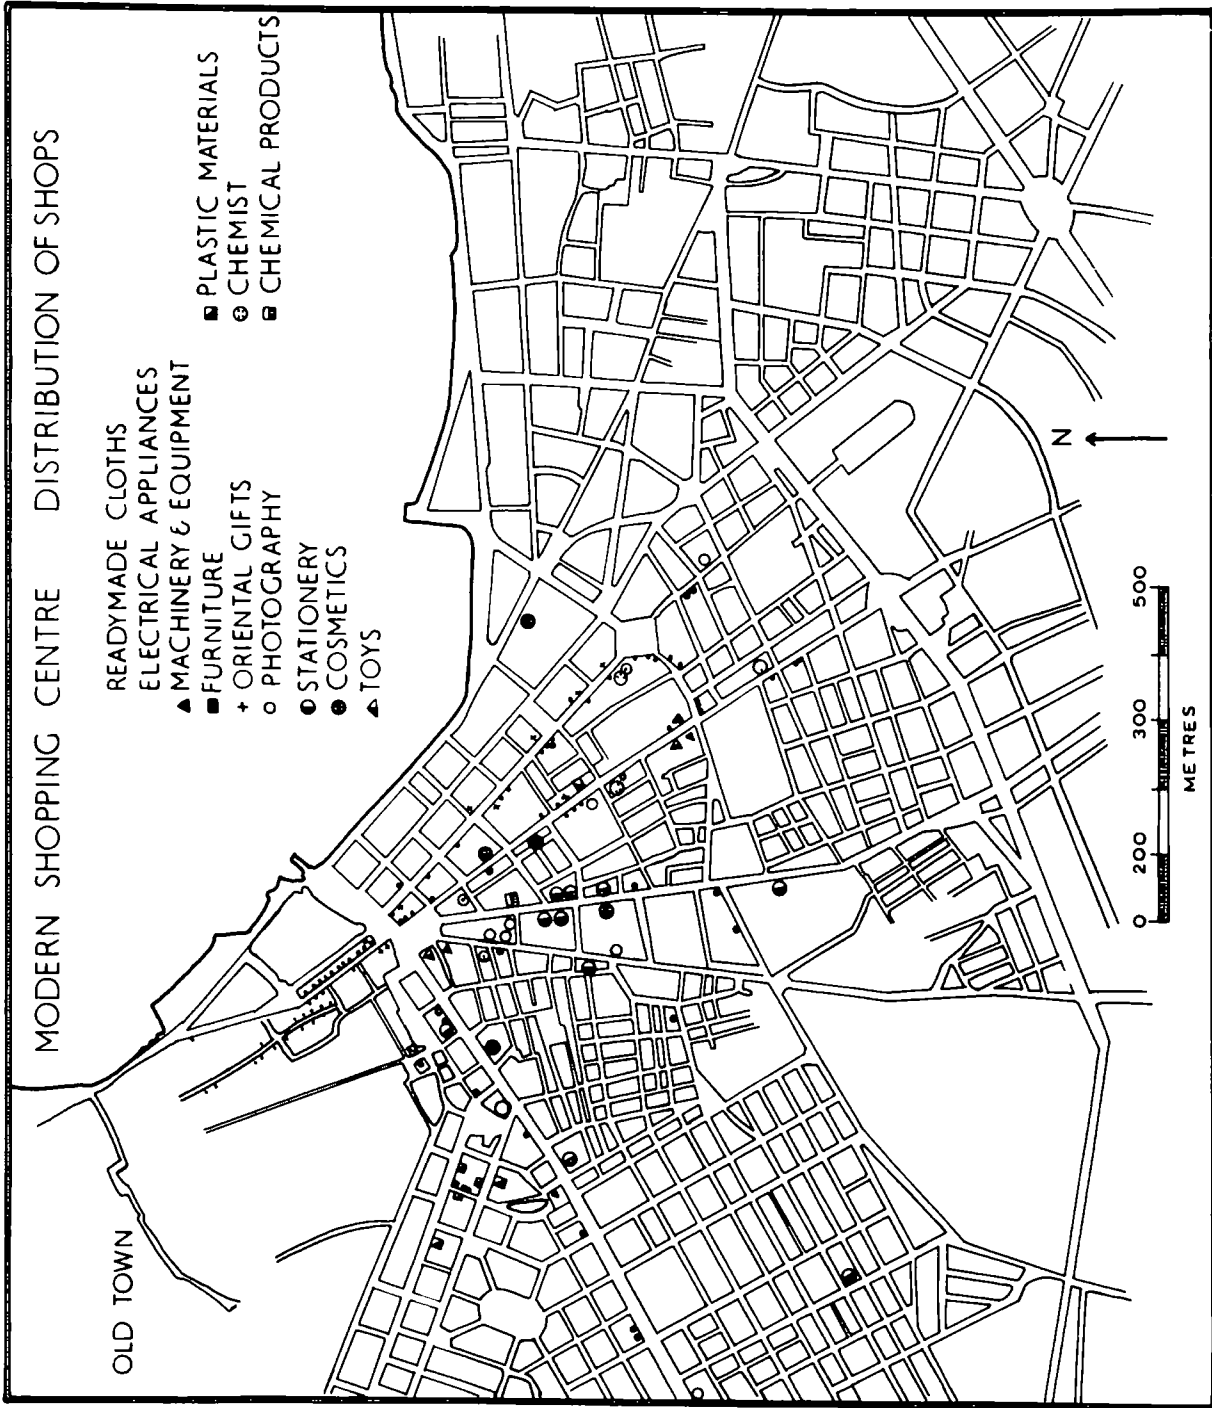 MODERN SHOPPING CENTRE DISTRIBUTION OF SHOPS
READYMADE CLOTHS
ELECTRICAL APPLIANCES
MACHINERY & EQUIPMENT
FURNITURE
ORIENTAL GIFTS
PHOTOGRAPHY
STATIONERY
COSMETICS
TOYS
PLASTIC MATERIALS
CHEMIST
CHEMICAL PRODUCTS
OLD TOWN
N
0 200 300 500
METRES